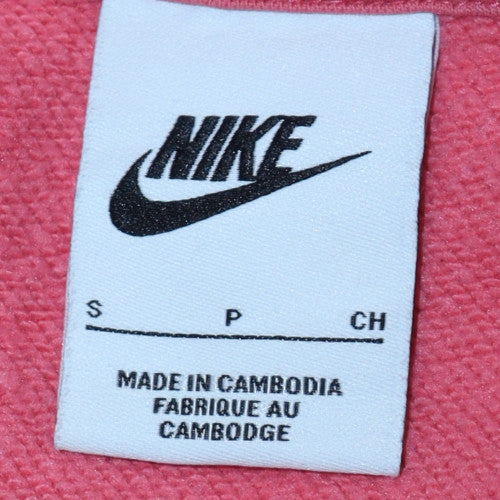 NIKE
S P CH
MADE IN CAMBODIA
FABRIQUE AU
CAMBODGE